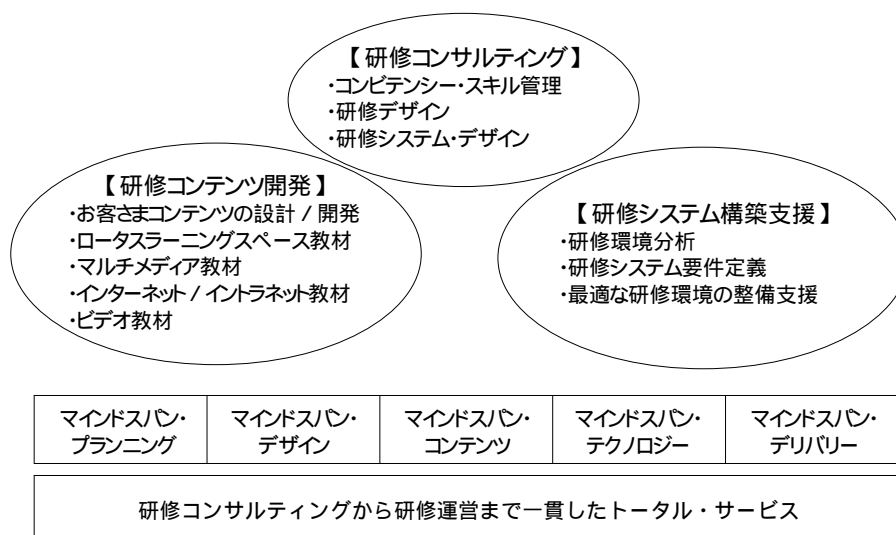 【研修コンサルティング】
・コンピテンシー・スキル管理
・研修デザイン
・研修システム・デザイン
【研修コンテンツ開発】
・お客さまコンテンツの設計 / 開発
・ロータスラーニングスペース教材
・マルチメディア教材
・インターネット / イントラネット教材
・ビデオ教材
【研修システム構築支援】
・研修環境分析
・研修システム要件定義
・最適な研修環境の整備支援
マインドスパン・
プランニング
マインドスパン・
デザイン
マインドスパン・
コンテンツ
マインドスパン・
テクノロジー
マインドスパン・
デリバリー
研修コンサルティングから研修運営まで一貫したトータル・サービス